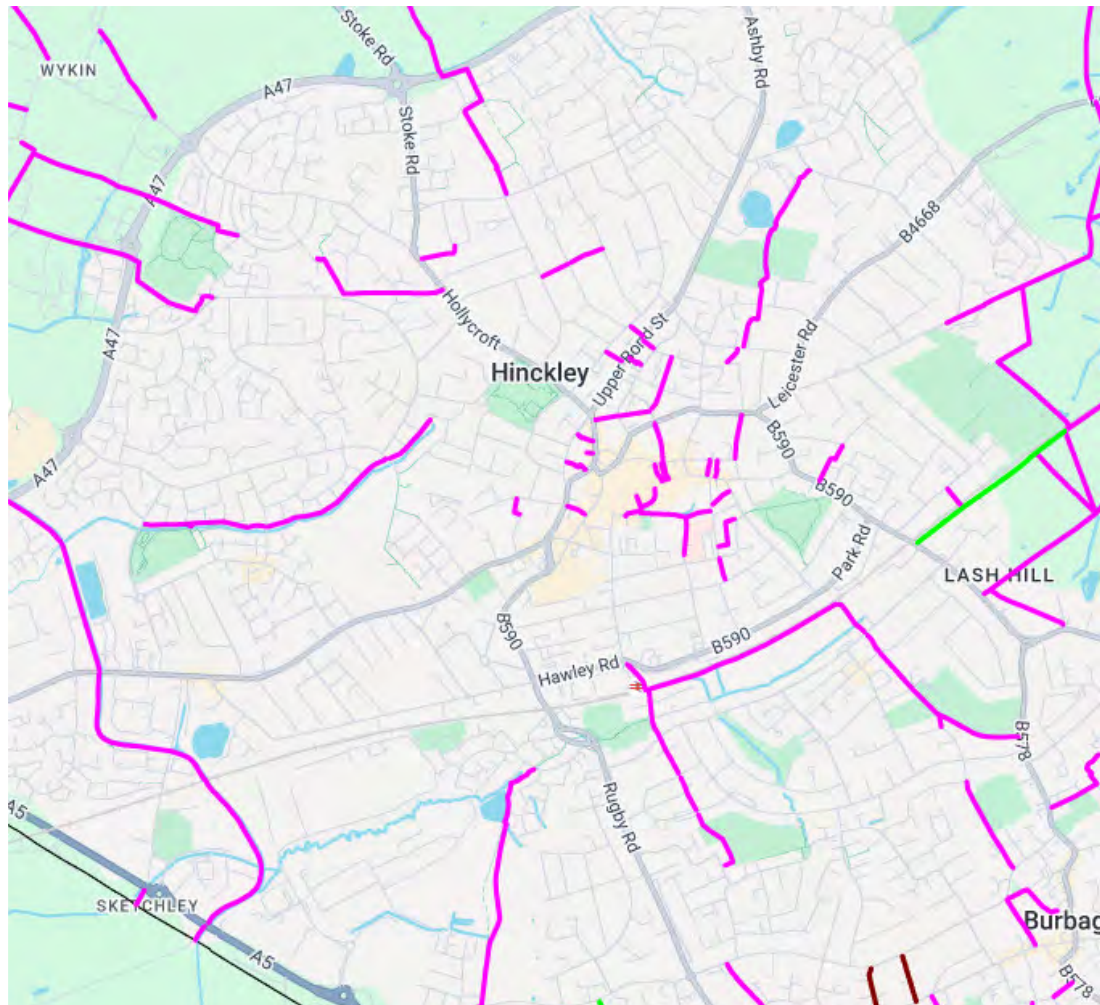 Stoke Rd
Ashby Rd
WYKIN
A47
Stoke Rd
A47
B4668
Hollycroft
A47
Upper Bond St
Leicester Rd
Hinckley
B590
A47
B590
Park Rd
LASH HILL
B590
B590
Hawley Rd
B578
Rugby Rd
A5
SKETCHLEY
Burbag
A5
B578